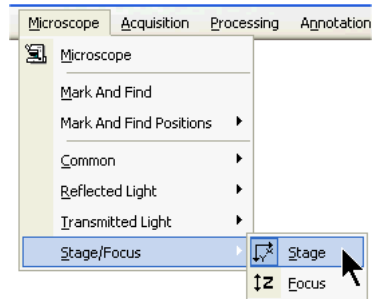 Microscope Acquisition Processing Annotation
Microscope
Mark And Find
Mark And Find Positions
Common
Reflected Light
Transmitted Light
Stage/Focus
Stage
Focus